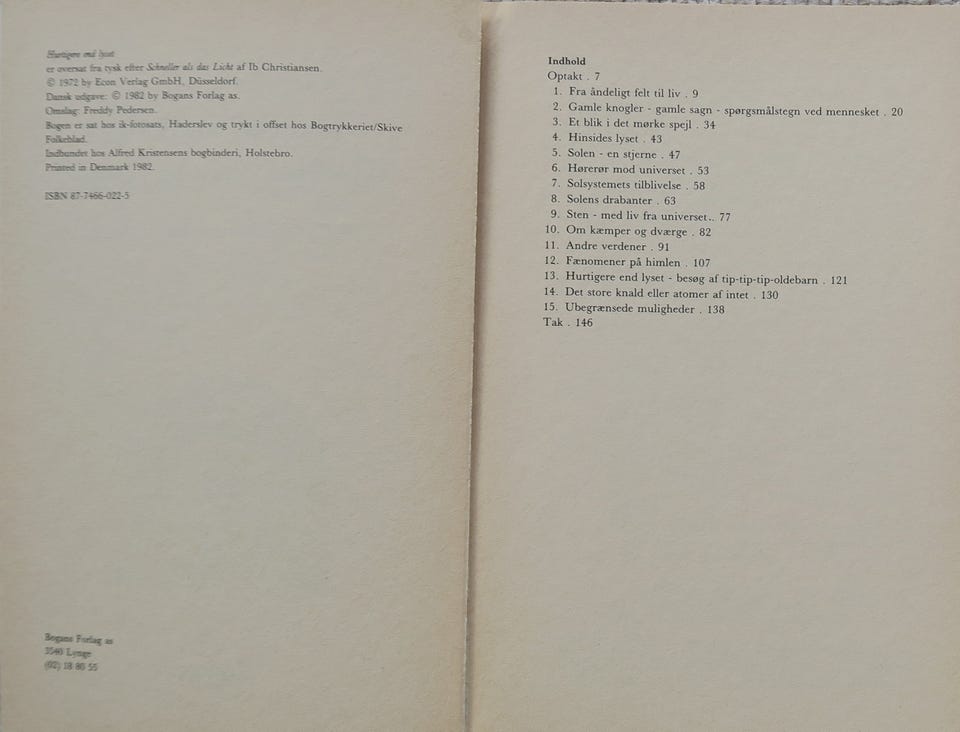 Hurtigere end lyset
er oversat fra tysk efter Schneller als das Licht af Ib Christiansen.
© 1972 by Econ Verlag GmbH, Düsseldorf.
Dansk udgave: © 1982 by Bogans Forlag as.
Omslag: Freddy Pedersen.
Bogen er sat hos ik-fotosats, Haderslev og trykt i offset hos Bogtrykkeriet/Skive
Folkeblad.
Indbundet hos Alfred Kristensens bogbinderi, Holstebro.
Printed in Denmark 1982.
ISBN 87-7466-022-5
Bogans Forlag as
3540 Lynge
(02) 18 80 55
Indhold
Optakt . 7
1. Fra åndeligt felt til liv . 9
2. Gamle knogler - gamle sagn - spørgsmålstegn ved mennesket . 20
3. Et blik i det mørke spejl . 34
4. Hinsides lyset . 43
5. Solen - en stjerne . 47
6. Hørerør mod universet . 53
7. Solsystemets tilblivelse . 58
8. Solens drabanter . 63
9. Sten - med liv fra universet.. 77
10. Om kæmper og dværge . 82
11. Andre verdener . 91
12. Fænomener på himlen . 107
13. Hurtigere end lyset - besøg af tip-tip-tip-oldebarn . 121
14. Det store knald eller atomer af intet . 130
15. Ubegrænsede muligheder . 138
Tak . 146